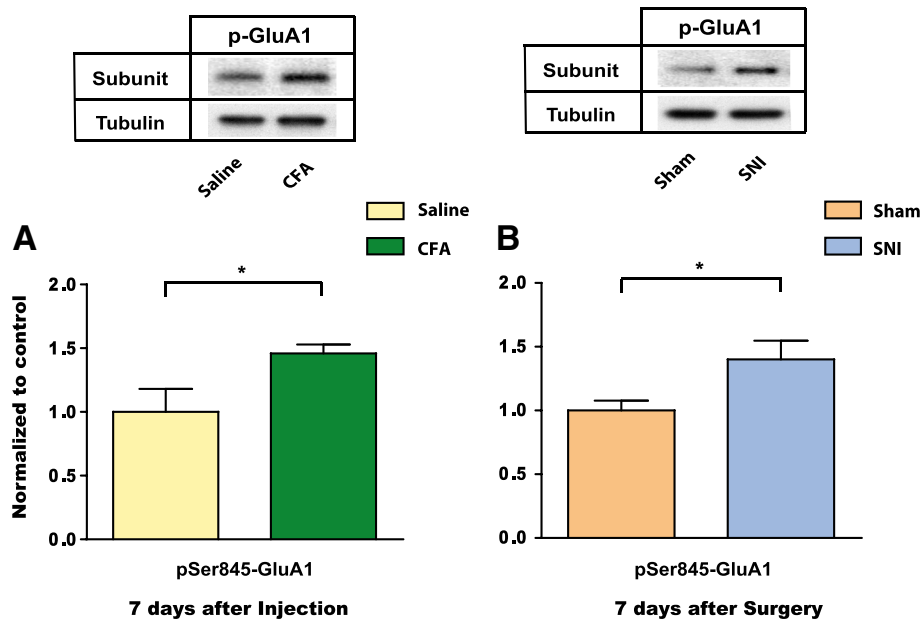 p-GluA1
Subunit
Tubulin
Saline
CFA
p-GluA1
Subunit
Tubulin
Sham
SNI
A
Saline
CFA
*
Normalized to control
2.0
1.5
1.0
0.5
0.0
pSer845-GluA1
7 days after Injection
B
Sham
SNI
*
2.0
1.5
1.0
0.5
0.0
pSer845-GluA1
7 days after Surgery